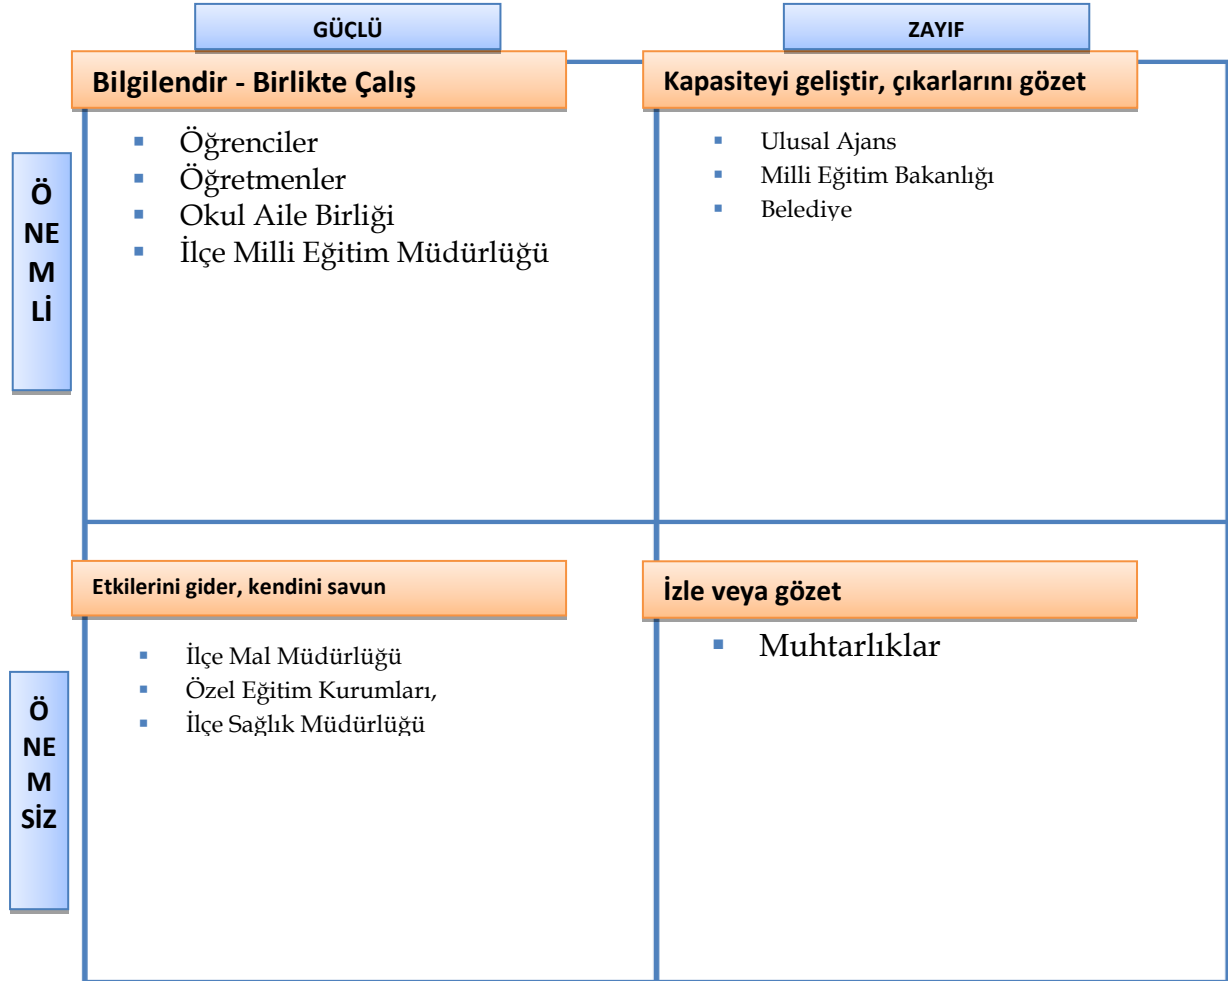 GÜÇLÜ
ZAYIF
Bilgilendir - Birlikte Çalış
Kapasiteyi geliştir, çıkarlarını gözet
Ö
NE
M
Lİ
Öğrenciler
Öğretmenler
Okul Aile Birliği
İlçe Milli Eğitim Müdürlüğü
Ulusal Ajans
Milli Eğitim Bakanlığı
Belediye
Etkilerini gider, kendini savun
İzle veya gözet
Ö
NE
M
SİZ
İlçe Mal Müdürlüğü
Özel Eğitim Kurumları,
İlçe Sağlık Müdürlüğü
Muhtarlıklar